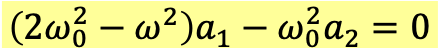 (2ω₀² − ω²)a₁ − ω₀²a₂ = 0